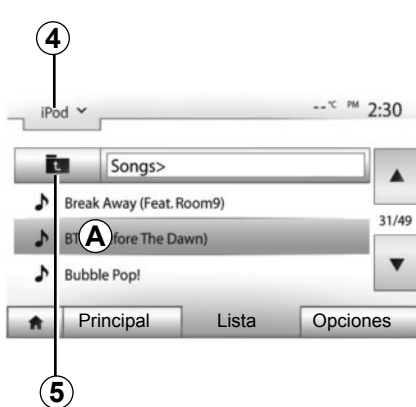 4
iPod --°C PM 2:30
Songs>
Break Away (Feat. Room9)
31/49
A fore The Dawn)
Bubble Pop!
Principal Lista Opciones
5